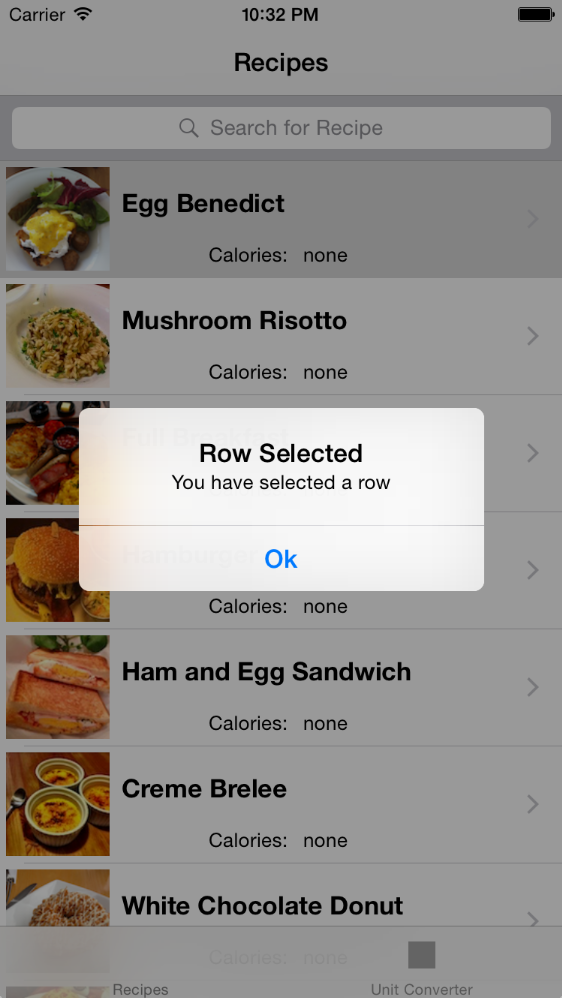 Carrier 10:32 PM
Recipes
Search for Recipe
Egg Benedict
Calories: none
Mushroom Risotto
Calories: none
Full Breakfast
Row Selected
You have selected a row
Hamburger
Ok
Calories: none
Ham and Egg Sandwich
Calories: none
Creme Brelee
Calories: none
White Chocolate Donut
Calories: none
Recipes Unit Converter